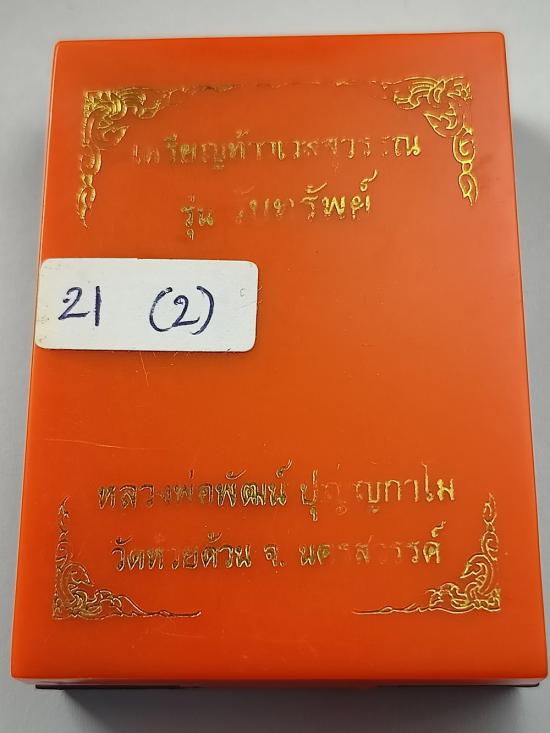 เหรียญท้าวเวสสุวรรณ
รุ่น รับทรัพย์
21 (2)
หลวงพ่อพัฒน์ ปุญญกาโม
วัดห้วยด้วน จ. นครสวรรค์